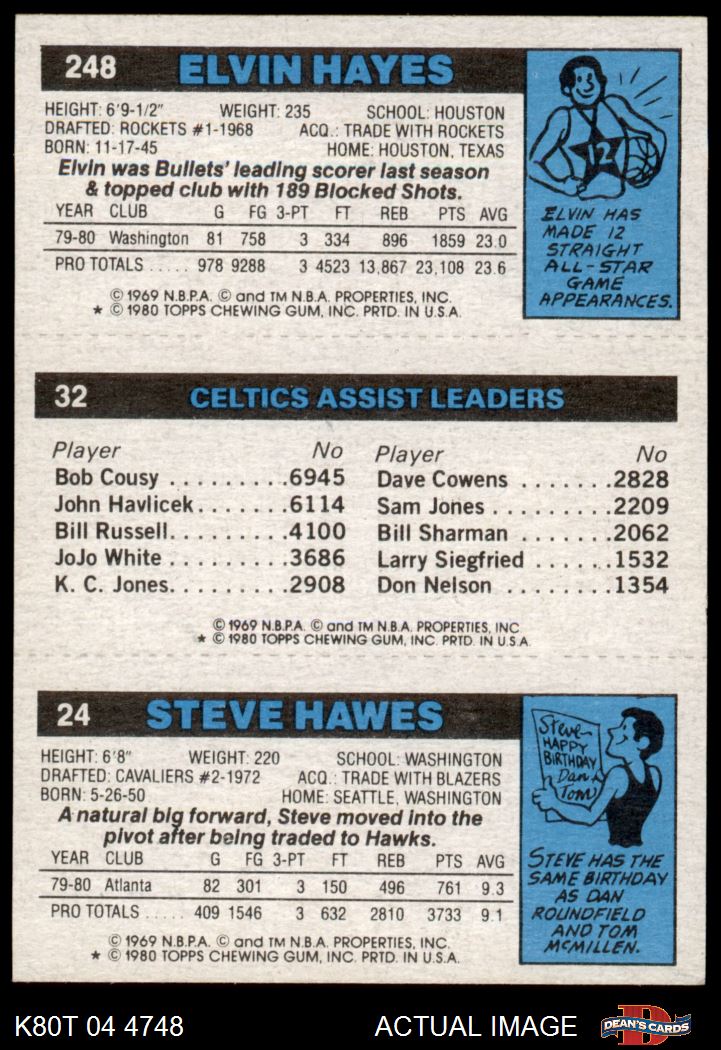 248 ELVIN HAYES
HEIGHT: 6'9-1/2" WEIGHT: 235 SCHOOL: HOUSTON
DRAFTED: ROCKETS #1-1968 ACQ.: TRADE WITH ROCKETS
BORN: 11-17-45 HOME: HOUSTON, TEXAS
Elvin was Bullets' leading scorer last season
& topped club with 189 Blocked Shots.
YEAR CLUB G FG 3-PT FT REB PTS AVG
79-80 Washington 81 758 3 334 896 1859 23.0
PRO TOTALS ..... 978 9288 3 4523 13,867 23,108 23.6
© 1969 N.B.P.A. © and TM N.B.A. PROPERTIES, INC.
* © 1980 TOPPS CHEWING GUM, INC. PRTD. IN U.S.A.
12
ELVIN HAS
MADE 12
STRAIGHT
ALL-STAR
GAME
APPEARANCES.
32 CELTICS ASSIST LEADERS
Player No Player No
Bob Cousy .........6945 Dave Cowens .......2828
John Havlicek.......6114 Sam Jones .........2209
Bill Russell.........4100 Bill Sharman .......2062
JoJo White .........3686 Larry Siegfried ......1532
K. C. Jones.........2908 Don Nelson ........1354
© 1969 N.B.P.A. © and TM N.B.A. PROPERTIES, INC
* © 1980 TOPPS CHEWING GUM, INC. PRTD. IN U.S.A.
24 STEVE HAWES
HEIGHT: 6'8" WEIGHT: 220 SCHOOL: WASHINGTON
DRAFTED: CAVALIERS #2-1972 ACQ.: TRADE WITH BLAZERS
BORN: 5-26-50 HOME: SEATTLE, WASHINGTON
A natural big forward, Steve moved into the
pivot after being traded to Hawks.
YEAR CLUB G FG 3-PT FT REB PTS AVG
79-80 Atlanta 82 301 3 150 496 761 9.3
PRO TOTALS ..... 409 1546 3 632 2810 3733 9.1
© 1969 N.B.P.A. © and TM N.B.A. PROPERTIES, INC.
* © 1980 TOPPS CHEWING GUM, INC. PRTD. IN U.S.A.
Steve-
HAPPY
BIRTHDAY
Dan &
Tom
STEVE HAS THE
SAME BIRTHDAY
AS DAN
ROUNDFIELD
AND TOM
MCMILLEN.
K80T 04 4748 ACTUAL IMAGE D DEAN'S CARDS